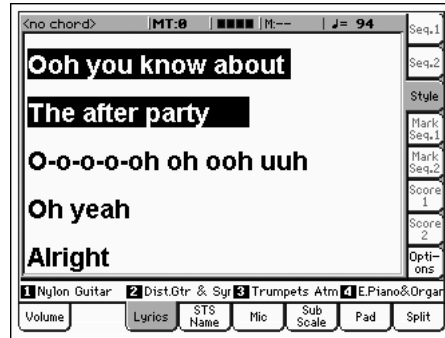 <no chord> MT:0 M:-- ♩= 94
Ooh you know about
The after party
O-o-o-o-oh oh ooh uuh
Oh yeah
Alright
Seq.1
Seq.2
Style
Mark
Seq.1
Mark
Seq.2
Score
1
Score
2
Opti-
ons
1 Nylon Guitar 2 Dist.Gtr & Syr 3 Trumpets Atm 4 E.Piano&Organ
Volume Lyrics STS Name Mic Sub Scale Pad Split